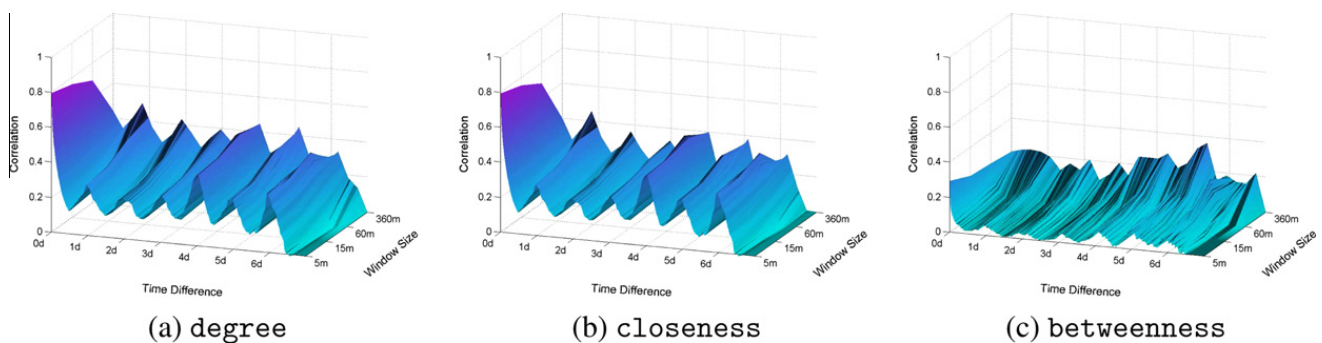 1
0.8
0.6
0.4
0.2
0
Correlation
0d
1d
2d
3d
4d
5d
6d
Time Difference
5m
15m
60m
360m
Window Size
(a) degree
1
0.8
0.6
0.4
0.2
0
Correlation
0d
1d
2d
3d
4d
5d
6d
Time Difference
5m
15m
60m
360m
Window Size
(b) closeness
1
0.8
0.6
0.4
0.2
0
Correlation
0d
1d
2d
3d
4d
5d
6d
Time Difference
5m
15m
60m
360m
Window Size
(c) betweenness